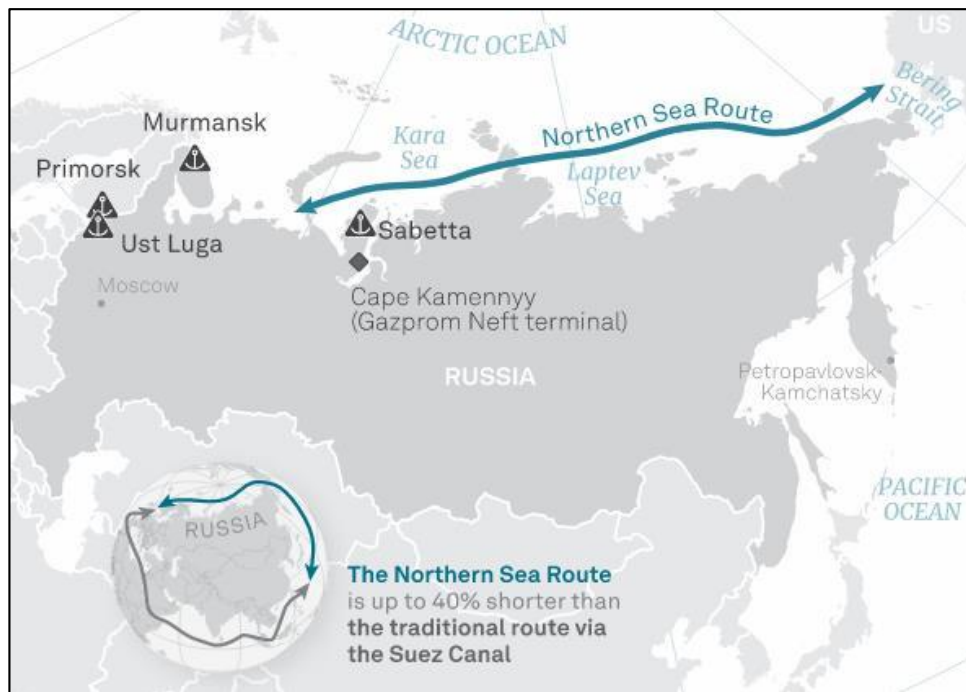 ARCTIC OCEAN
US
Bering
Strait
Northern Sea Route
Kara
Sea
Laptev
Sea
Murmansk
Primorsk
Ust Luga
Sabetta
Moscow
Cape Kamennyy
(Gazprom Neft terminal)
RUSSIA
Petropavlovsk-
Kamchatsky
PACIFIC
OCEAN
RUSSIA
The Northern Sea Route
is up to 40% shorter than
the traditional route via
the Suez Canal